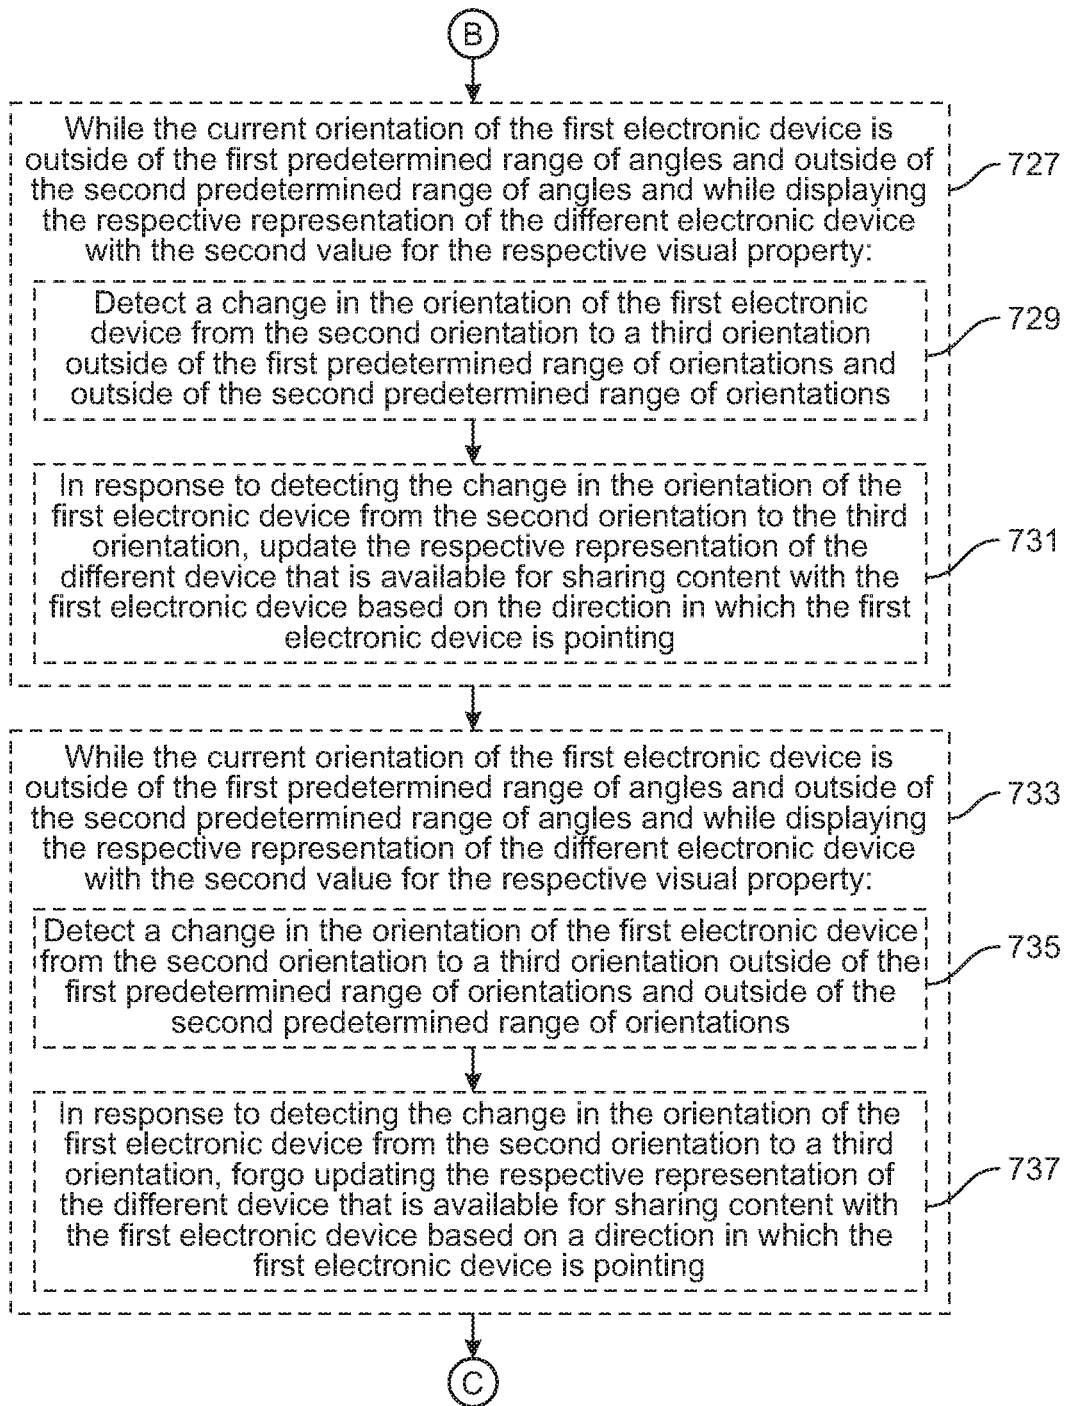 B
While the current orientation of the first electronic device is
outside of the first predetermined range of angles and outside of
the second predetermined range of angles and while displaying
the respective representation of the different electronic device
with the second value for the respective visual property:
727
Detect a change in the orientation of the first electronic
device from the second orientation to a third orientation
outside of the first predetermined range of orientations and
outside of the second predetermined range of orientations
729
In response to detecting the change in the orientation of the
first electronic device from the second orientation to the third
orientation, update the respective representation of the
different device that is available for sharing content with the
first electronic device based on the direction in which the first
electronic device is pointing
731
While the current orientation of the first electronic device is
outside of the first predetermined range of angles and outside of
the second predetermined range of angles and while displaying
the respective representation of the different electronic device
with the second value for the respective visual property:
733
Detect a change in the orientation of the first electronic device
from the second orientation to a third orientation outside of the
first predetermined range of orientations and outside of the
second predetermined range of orientations
735
In response to detecting the change in the orientation of the
first electronic device from the second orientation to a third
orientation, forgo updating the respective representation of
the different device that is available for sharing content with
the first electronic device based on a direction in which the
first electronic device is pointing
737
C